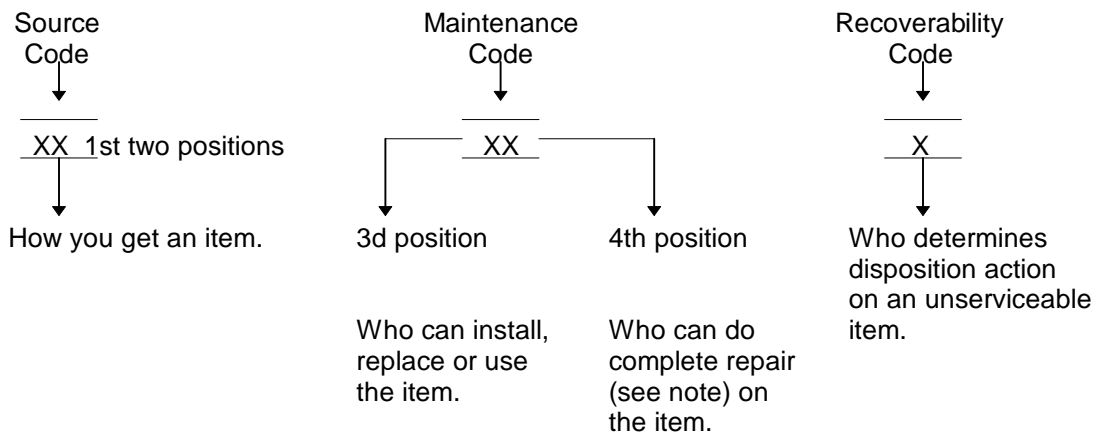 Source
Code
Maintenance
Code
Recoverability
Code
XX 1st two positions
XX
X
How you get an item.
3d position
4th position
Who determines
disposition action
on an unserviceable
item.
Who can install,
replace or use
the item.
Who can do
complete repair
(see note) on
the item.